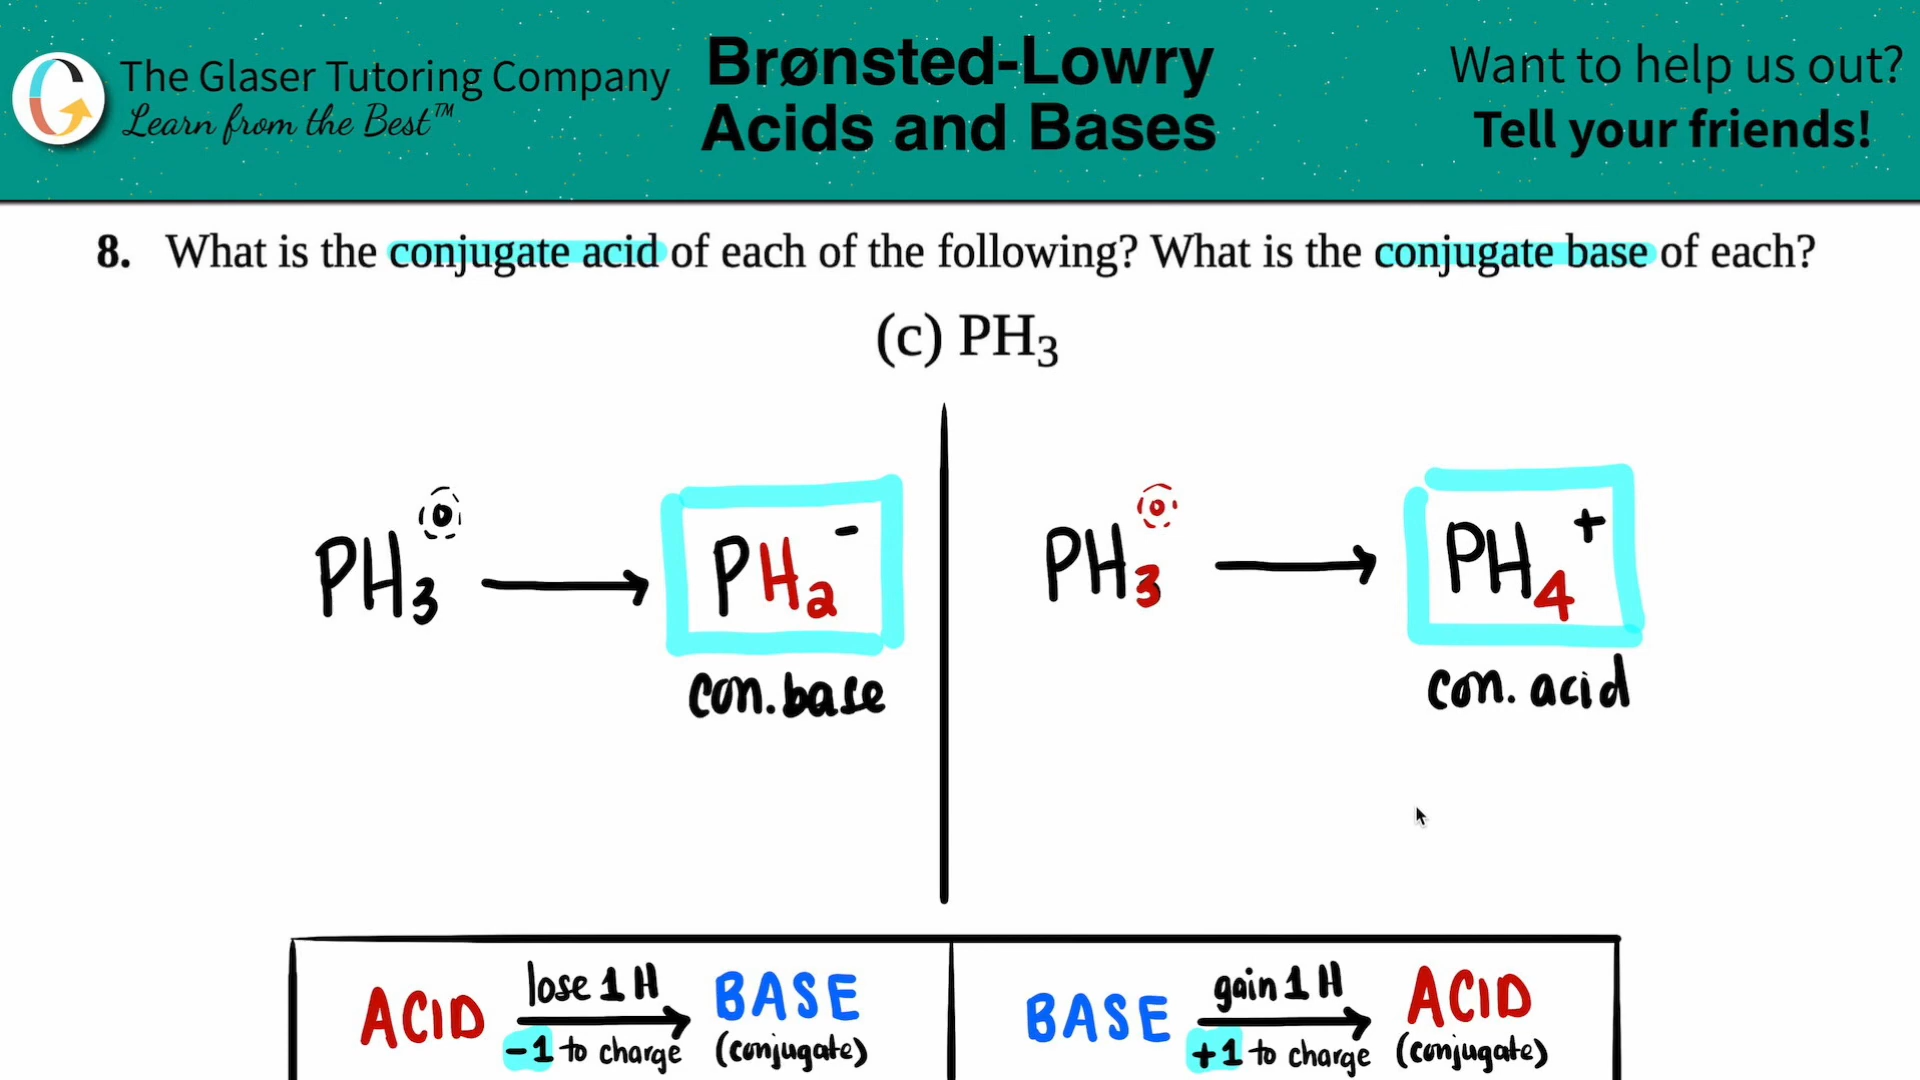 The Glaser Tutoring Company
Learn from the Best™
Brønsted-Lowry
Acids and Bases
Want to help us out?
Tell your friends!
8. What is the conjugate acid of each of the following? What is the conjugate base of each?
(c) PH₃
PH₃⁰ → PH₂⁻
con. base
PH₃⁰ → PH₄⁺
con. acid
ACID lose 1 H → BASE
-1 to charge (conjugate)
BASE gain 1 H → ACID
+1 to charge (conjugate)